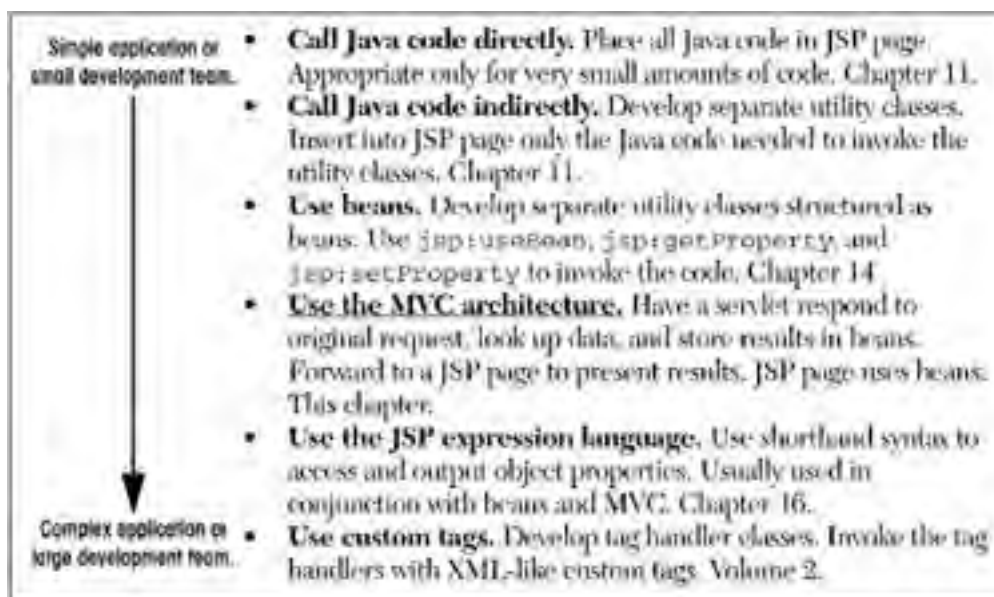 Simple application or
small development team.
• Call Java code directly. Place all Java code in JSP page.
Appropriate only for very small amounts of code. Chapter 11.
• Call Java code indirectly. Develop separate utility classes.
Insert into JSP page only the Java code needed to invoke the
utility classes. Chapter 11.
• Use beans. Develop separate utility classes structured as
beans. Use jsp:useBean, jsp:getProperty, and
jsp:setProperty to invoke the code. Chapter 14
• Use the MVC architecture. Have a servlet respond to
original request, look up data, and store results in beans.
Forward to a JSP page to present results. JSP page uses beans.
This chapter.
• Use the JSP expression language. Use shorthand syntax to
access and output object properties. Usually used in
conjunction with beans and MVC. Chapter 16.
Complex application or
large development team.
• Use custom tags. Develop tag handler classes. Invoke the tag
handlers with XML-like custom tags. Volume 2.